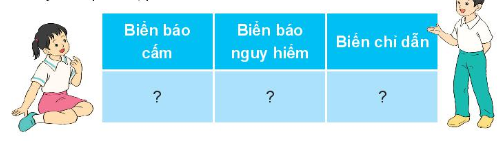 Biển báo cấm
Biển báo nguy hiểm
Biển chỉ dẫn
? ? ?